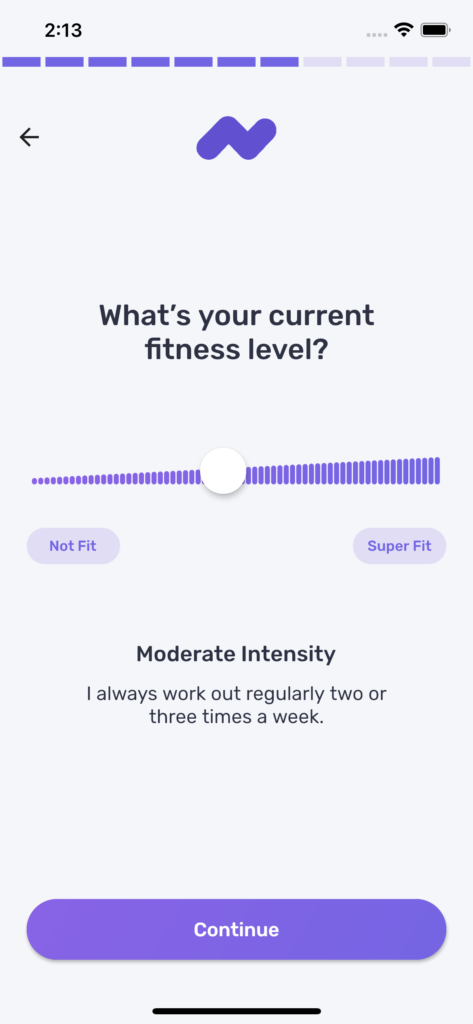 2:13
What’s your current
fitness level?
Not Fit
Super Fit
Moderate Intensity
I always work out regularly two or
three times a week.
Continue